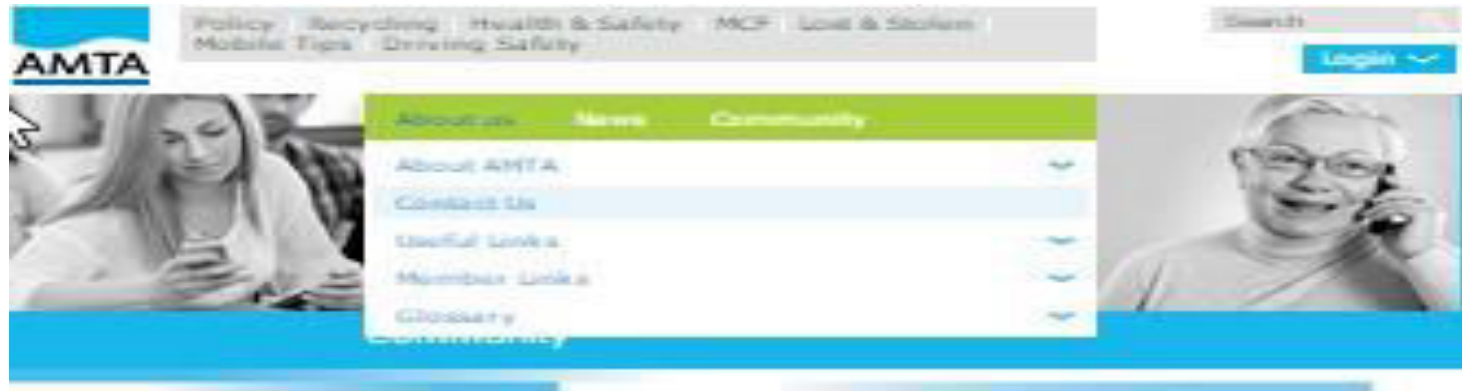 AMTA
Policy Recycling Health & Safety MCF Lost & Stolen
Mobile Tips Driving Safety
Search
Login
About us News Community
About AMTA
Contact Us
Useful Links
Member Links
Glossary
Community